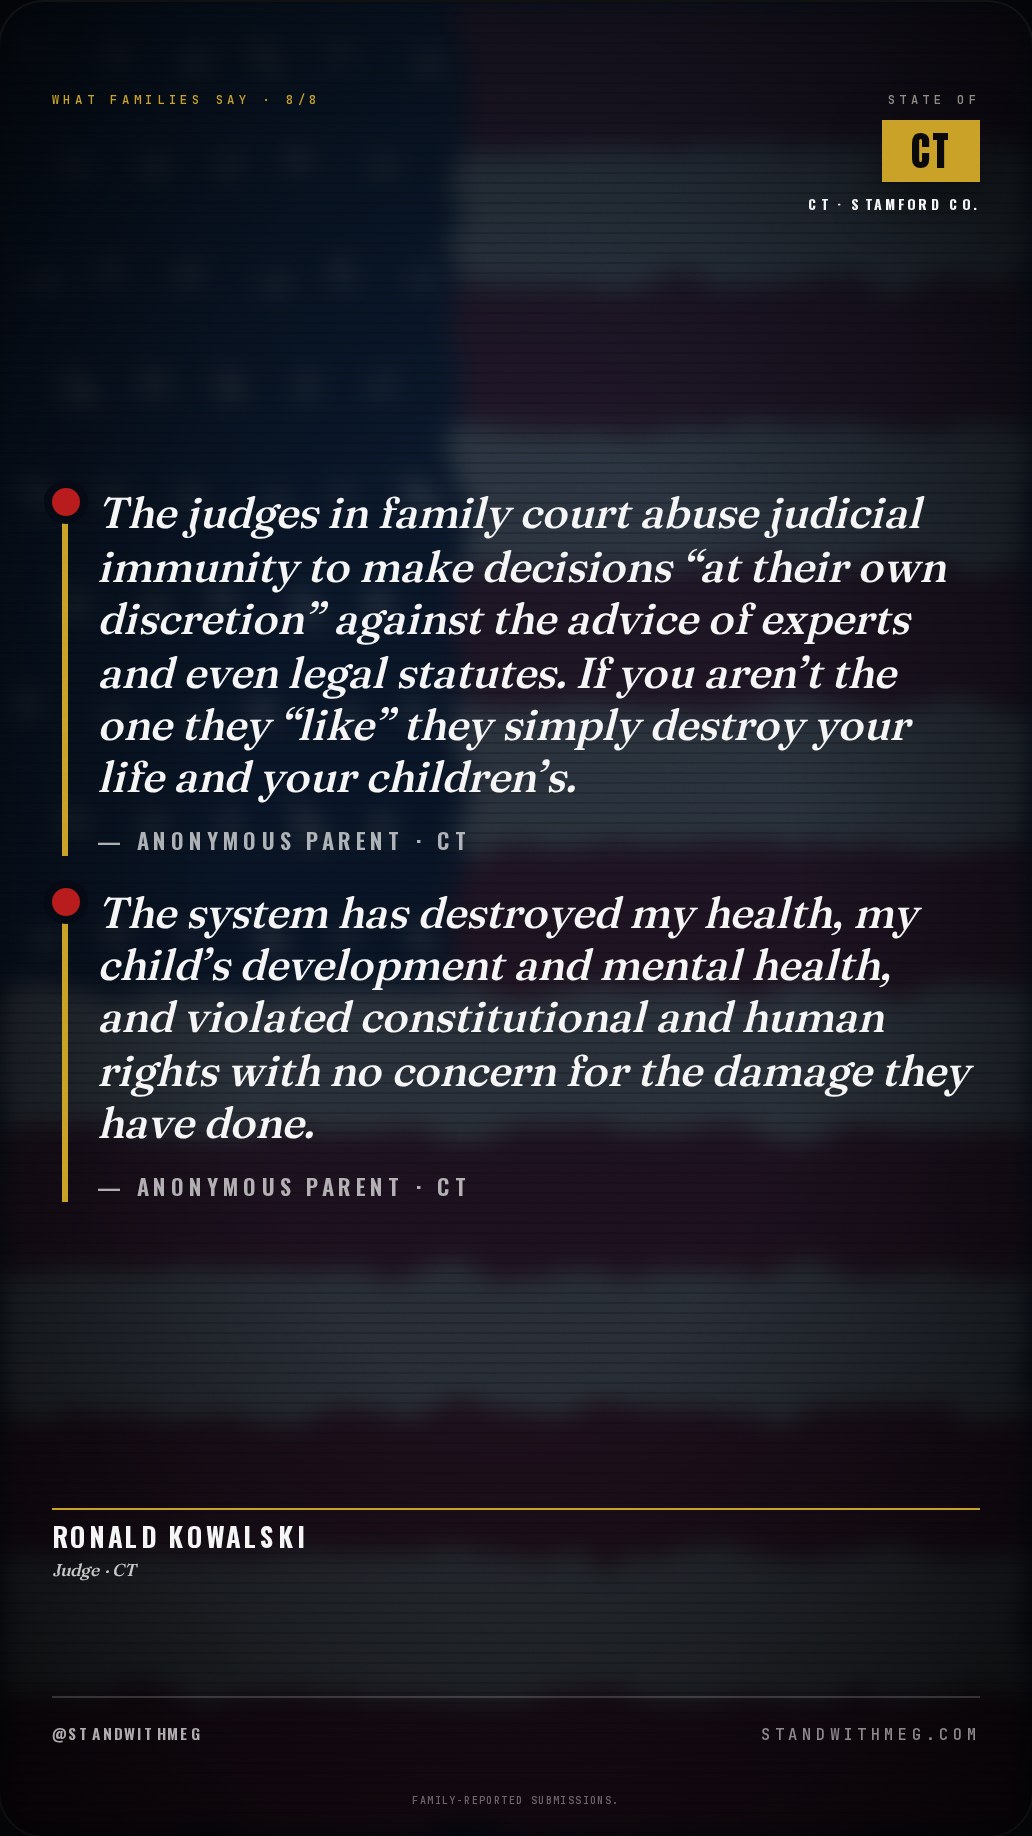 WHAT FAMILIES SAY · 8/8
STATE OF
CT
CT · STAMFORD CO.
The judges in family court abuse judicial
immunity to make decisions “at their own
discretion” against the advice of experts
and even legal statutes. If you aren’t the
one they “like” they simply destroy your
life and your children’s.
— ANONYMOUS PARENT · CT
The system has destroyed my health, my
child’s development and mental health,
and violated constitutional and human
rights with no concern for the damage they
have done.
— ANONYMOUS PARENT · CT
RONALD KOWALSKI
Judge · CT
@STANDWITHMEG
STANDWITHMEG.COM
FAMILY-REPORTED SUBMISSIONS.